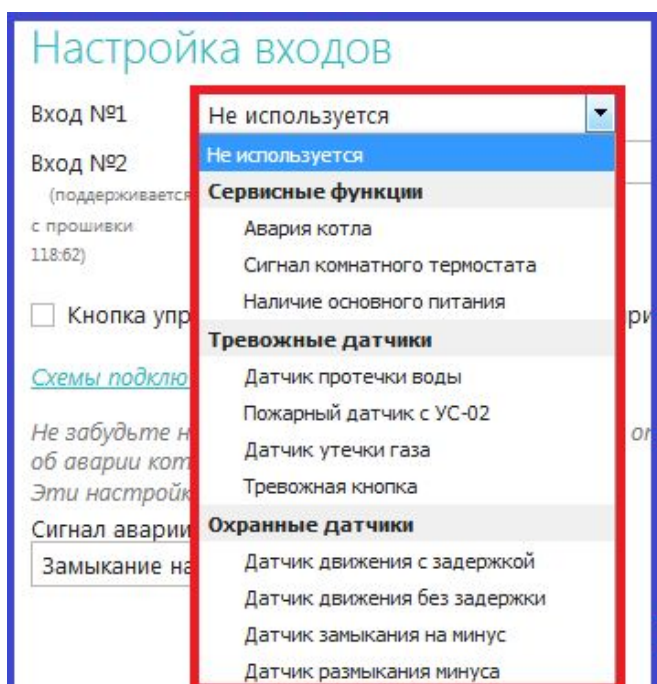 Настройка входов
Вход №1
Не используется
Вход №2
Не используется
(поддерживается
Сервисные функции
с прошивки
Авария котла
118:62)
Сигнал комнатного термостата
Наличие основного питания
Кнопка упр
Тревожные датчики
Схемы подклю
Датчик протечки воды
Пожарный датчик с УС-02
Не забудьте н
об аварии кот
Датчик утечки газа
Эти настройк
Тревожная кнопка
Сигнал аварии
Охранные датчики
Замыкание на
Датчик движения с задержкой
Датчик движения без задержки
Датчик замыкания на минус
Датчик размыкания минуса